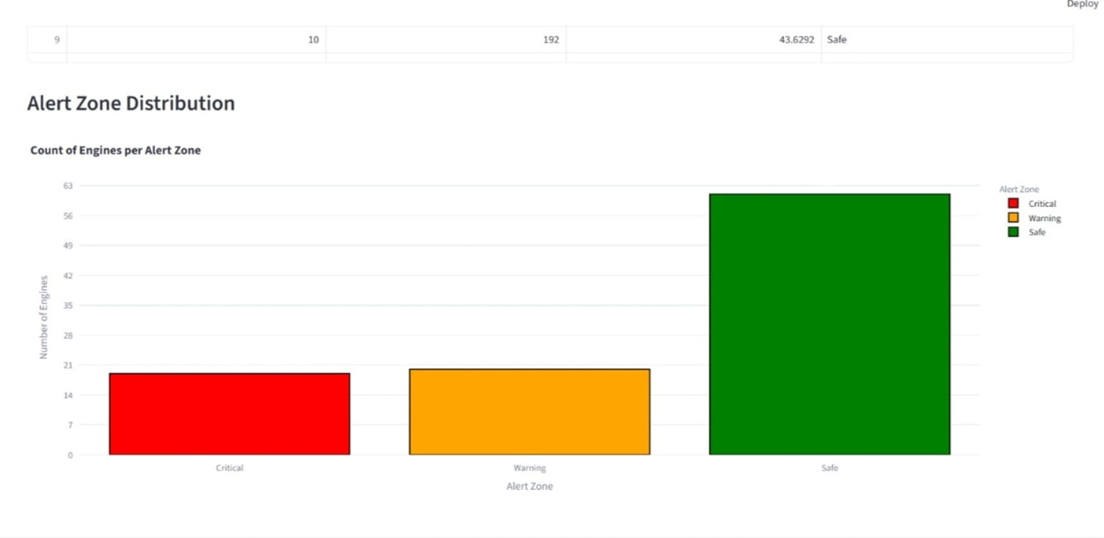 Deploy
9 10 192 43.6292 Safe
Alert Zone Distribution
Count of Engines per Alert Zone
63
56
49
42
35
28
21
14
7
0
Number of Engines
Critical Warning Safe
Alert Zone
Alert Zone
Critical
Warning
Safe